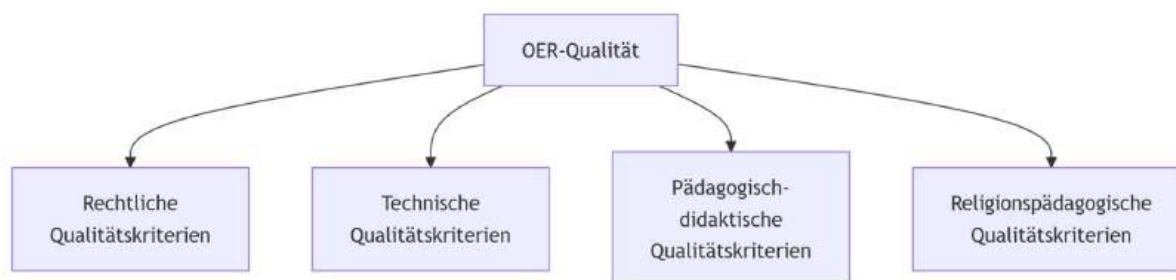 OER-Qualität
Rechtliche
Qualitätskriterien
Technische
Qualitätskriterien
Pädagogisch-
didaktische
Qualitätskriterien
Religionspädagogische
Qualitätskriterien